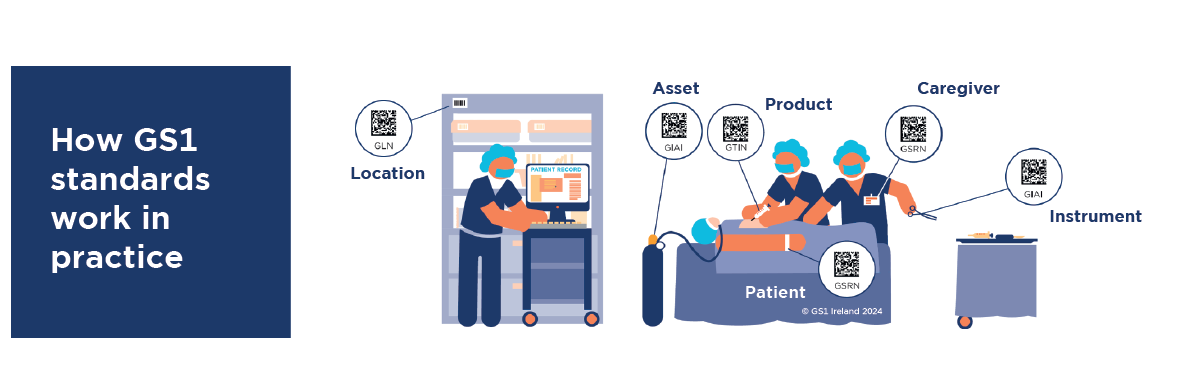 How GS1
standards
work in
practice
GLN
Location
PATIENT RECORD
Asset
GIAI
GTIN
Product
Caregiver
GSRN
GIAI
Instrument
GSRN
Patient
© GS1 Ireland 2024